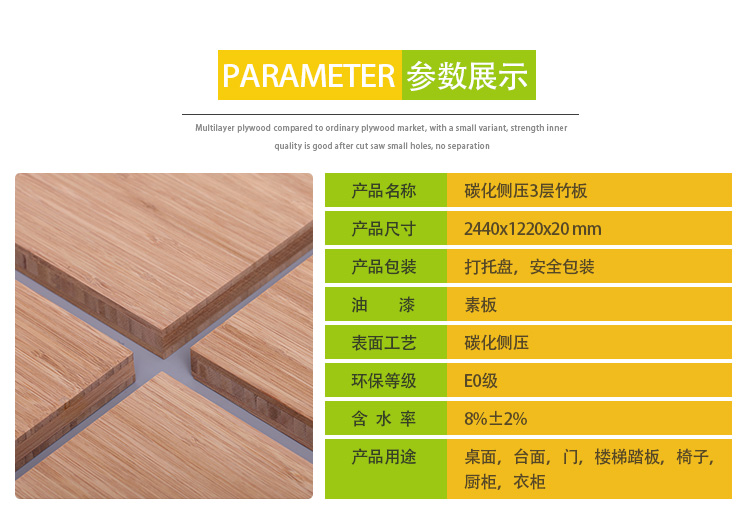 PARAMETER 参数展示
Multilayer plywood compared to ordinary plywood market, with a small variant, strength inner
quality is good after cut saw small holes, no separation
产品名称 碳化侧压3层竹板
产品尺寸 2440x1220x20 mm
产品包装 打托盘，安全包装
油 漆 素板
表面工艺 碳化侧压
环保等级 E0级
含 水 率 8%±2%
产品用途 桌面，台面，门，楼梯踏板，椅子，
厨柜，衣柜